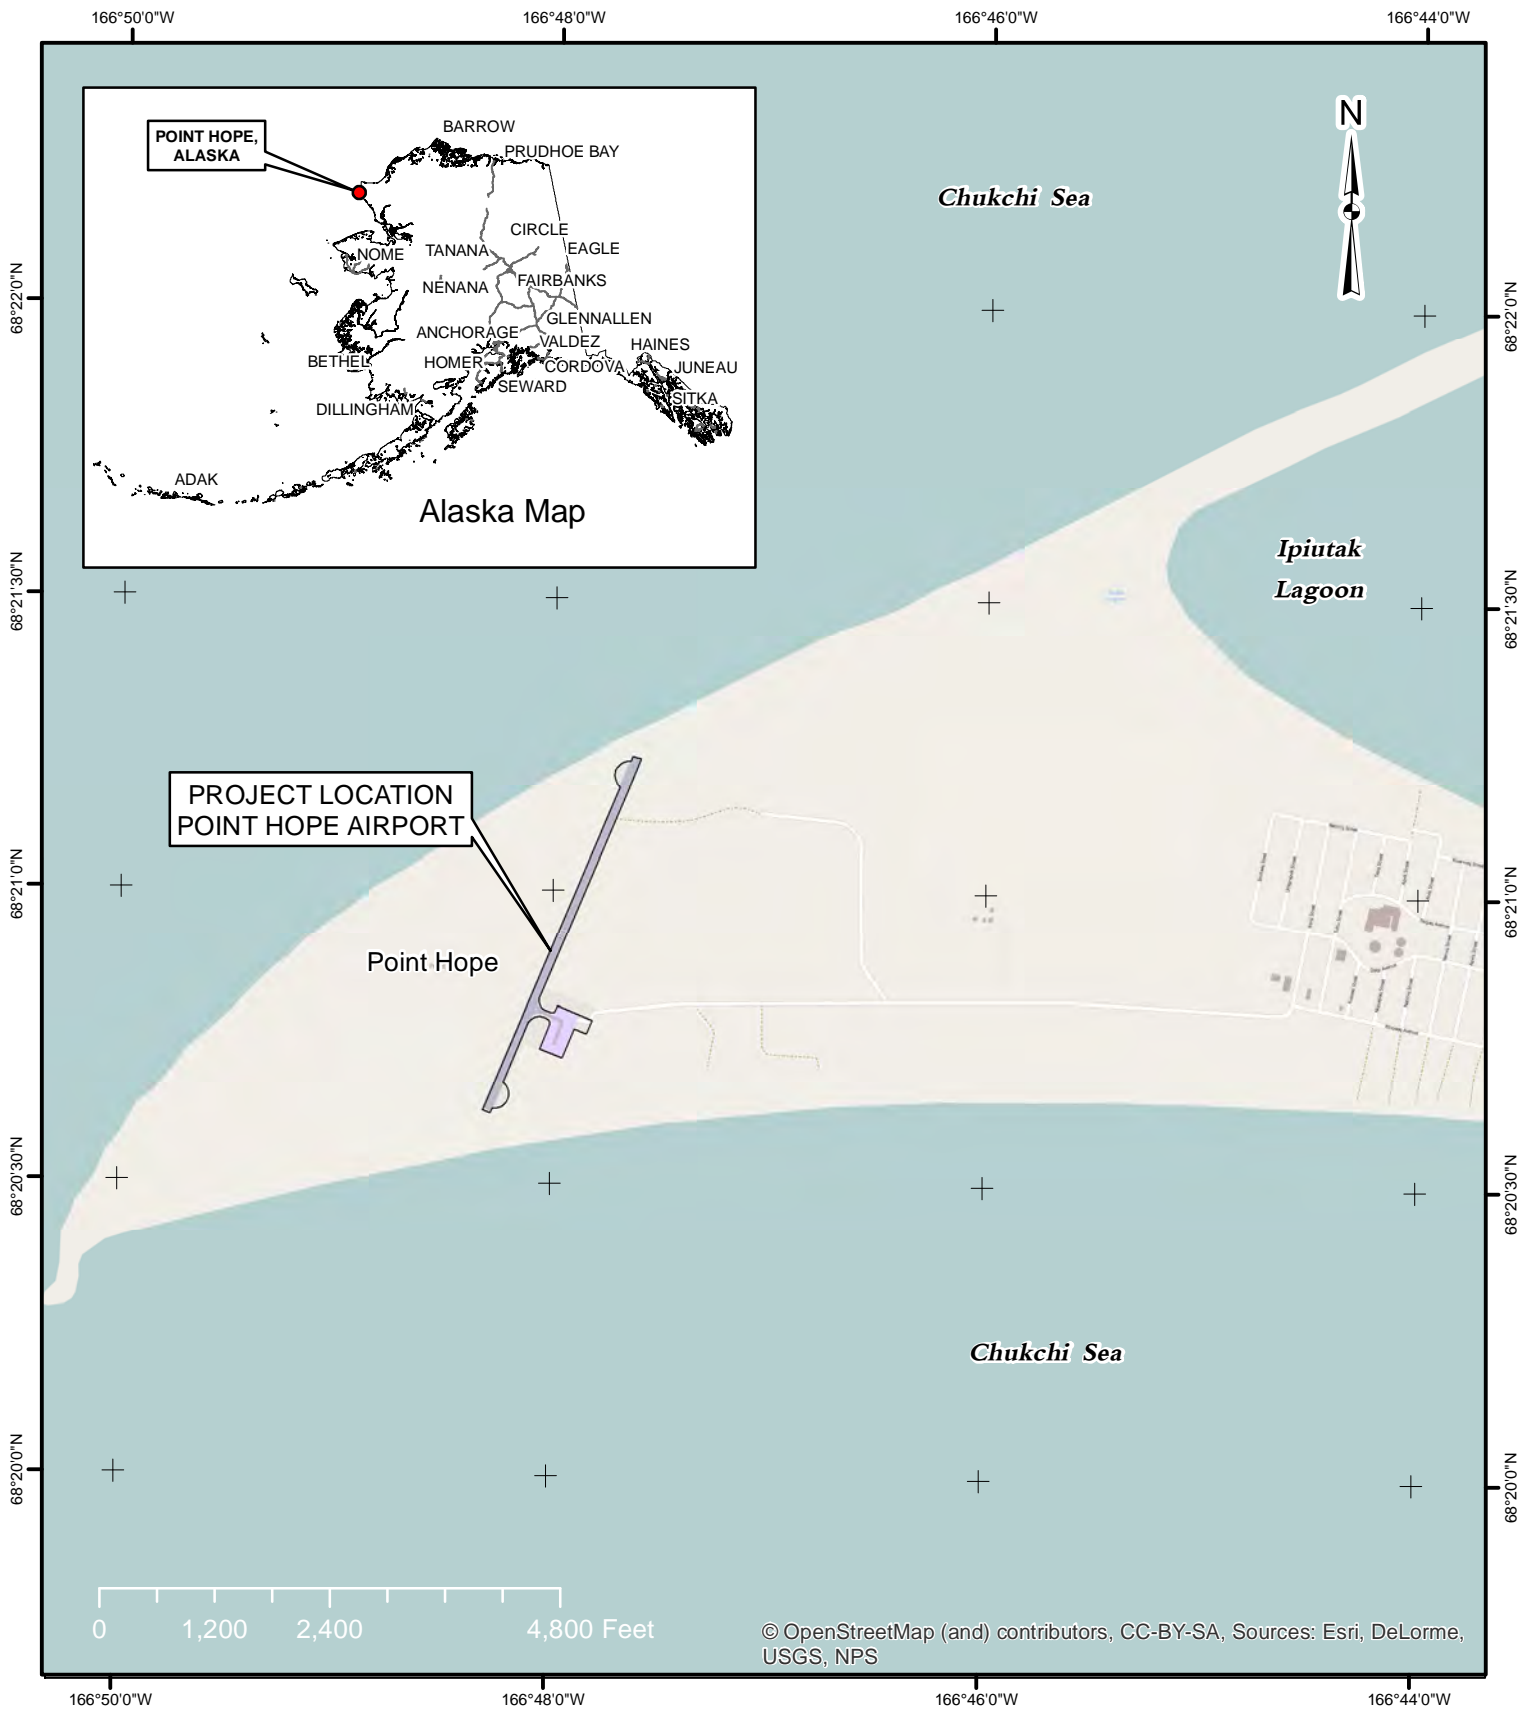 166°50'0"W
166°48'0"W
166°46'0"W
166°44'0"W
POINT HOPE,
ALASKA
BARROW
PRUDHOE BAY
CIRCLE
TANANA
EAGLE
NOME
FAIRBANKS
NENANA
GLENNALLEN
ANCHORAGE
VALDEZ
HAINES
BETHEL
HOMER
CORDOVA
JUNEAU
SEWARD
SITKA
DILLINGHAM
ADAK
Alaska Map
N
Chukchi Sea
68°22'0"N
68°22'0"N
Ipiutak
Lagoon
68°21'30"N
68°21'30"N
PROJECT LOCATION
POINT HOPE AIRPORT
68°21'0"N
68°21'0"N
Point Hope
68°20'30"N
68°20'30"N
Chukchi Sea
68°20'0"N
68°20'0"N
0
1,200
2,400
4,800 Feet
© OpenStreetMap (and) contributors, CC-BY-SA, Sources: Esri, DeLorme,
USGS, NPS
166°50'0"W
166°48'0"W
166°46'0"W
166°44'0"W